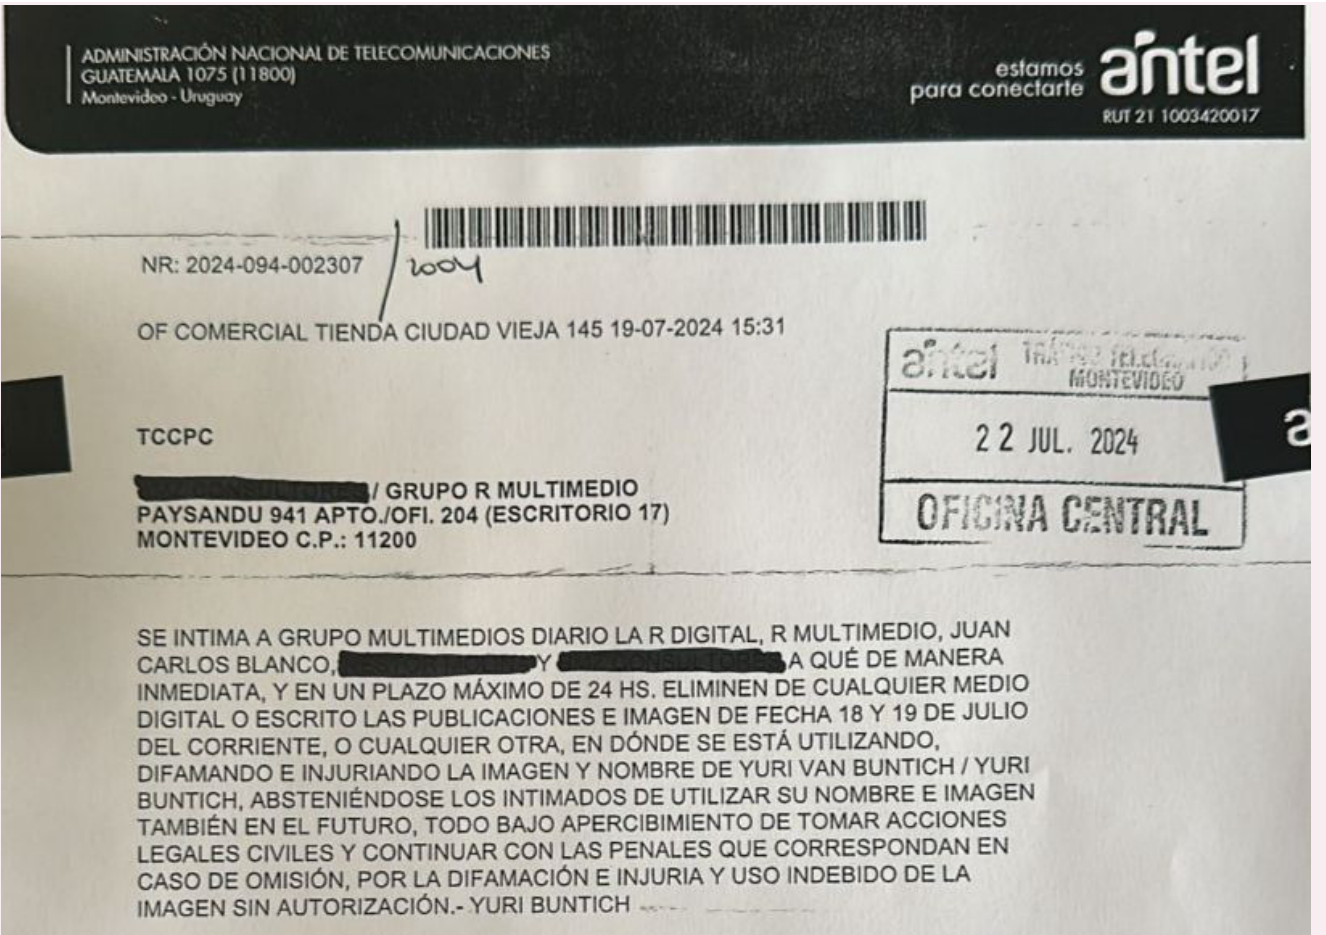 ADMINISTRACIÓN NACIONAL DE TELECOMUNICACIONES
GUATEMALA 1075 (11800)
Montevideo - Uruguay
estamos
para conectarte
antel
RUT 21 1003420017
NR: 2024-094-002307
2004
OF COMERCIAL TIENDA CIUDAD VIEJA 145 19-07-2024 15:31
antel
MONTEVIDEO
22 JUL. 2024
OFICINA CENTRAL
TCCPC
/ GRUPO R MULTIMEDIO
PAYSANDU 941 APTO./OFI. 204 (ESCRITORIO 17)
MONTEVIDEO C.P.: 11200
SE INTIMA A GRUPO MULTIMEDIOS DIARIO LA R DIGITAL, R MULTIMEDIO, JUAN
CARLOS BLANCO, Y A QUÉ DE MANERA
INMEDIATA, Y EN UN PLAZO MÁXIMO DE 24 HS. ELIMINEN DE CUALQUIER MEDIO
DIGITAL O ESCRITO LAS PUBLICACIONES E IMAGEN DE FECHA 18 Y 19 DE JULIO
DEL CORRIENTE, O CUALQUIER OTRA, EN DÓNDE SE ESTÁ UTILIZANDO,
DIFAMANDO E INJURIANDO LA IMAGEN Y NOMBRE DE YURI VAN BUNTICH / YURI
BUNTICH, ABSTENIÉNDOSE LOS INTIMADOS DE UTILIZAR SU NOMBRE E IMAGEN
TAMBIÉN EN EL FUTURO, TODO BAJO APERCIBIMIENTO DE TOMAR ACCIONES
LEGALES CIVILES Y CONTINUAR CON LAS PENALES QUE CORRESPONDAN EN
CASO DE OMISIÓN, POR LA DIFAMACIÓN E INJURIA Y USO INDEBIDO DE LA
IMAGEN SIN AUTORIZACIÓN.- YURI BUNTICH